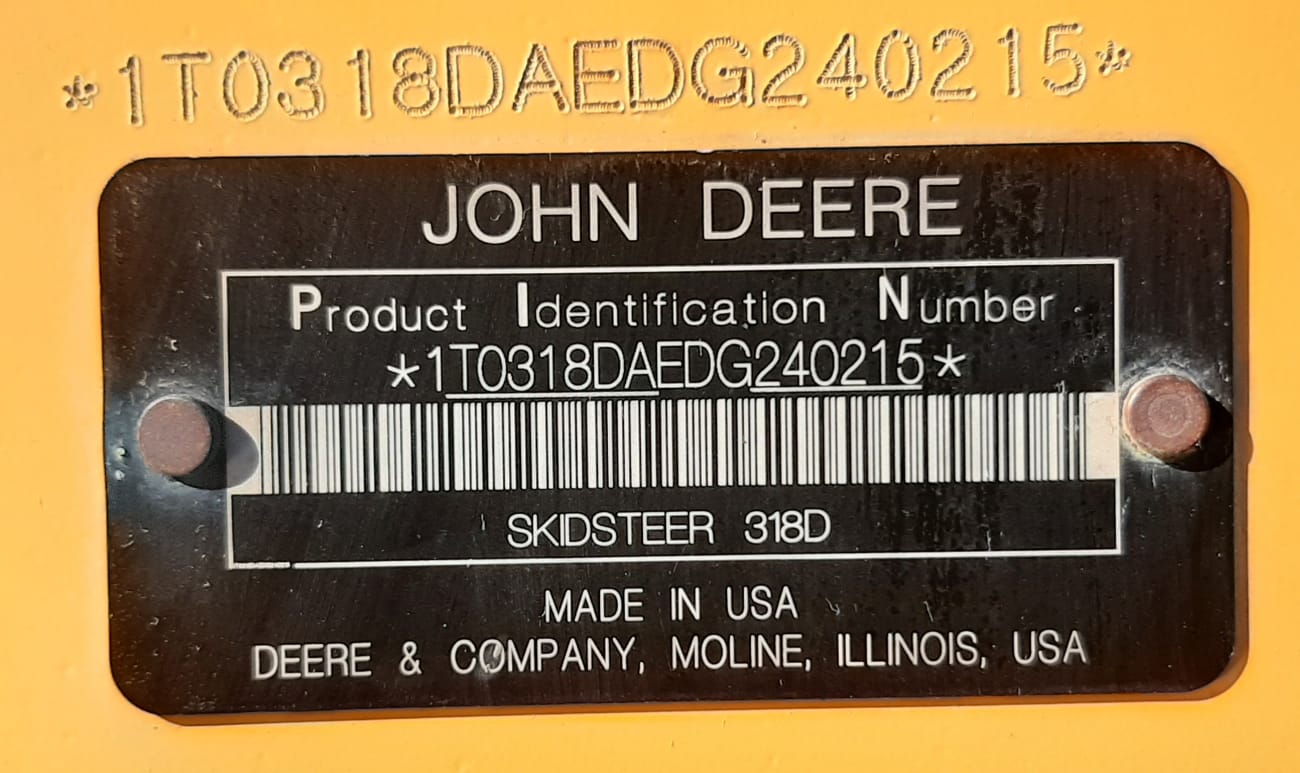 *1T0318DAEDG240215*
JOHN DEERE
Product Identification Number
*1T0318DAEDG240215*
SKIDSTEER 318D
MADE IN USA
DEERE & COMPANY, MOLINE, ILLINOIS, USA